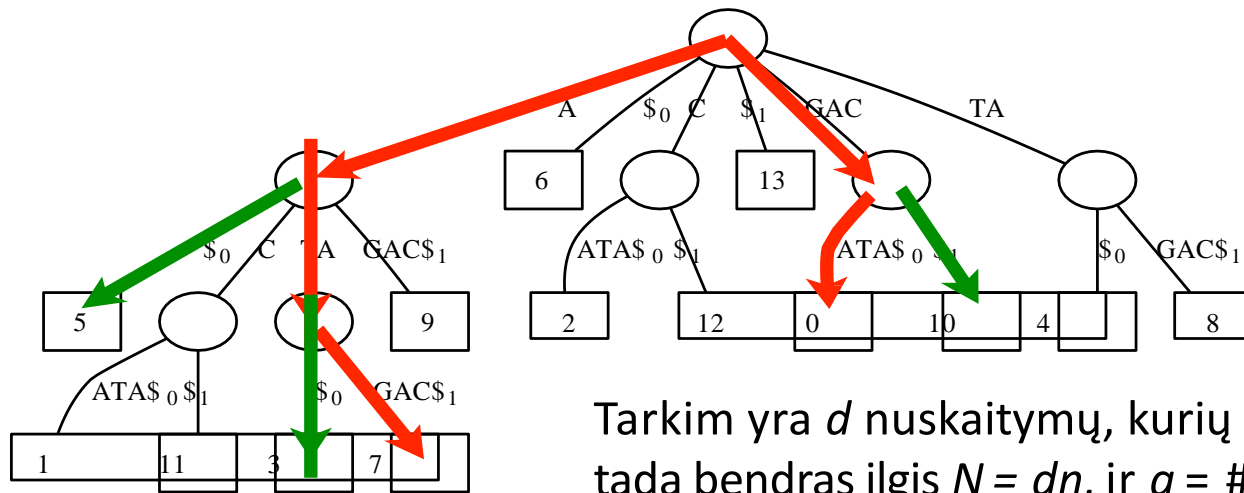 A $0 C $1 GAC TA
6 13
$0 C TA GAC$1 ATA$0 $1 ATA$0 $1 $0 GAC$1
5 9 2 12 0 10 4 8
ATA$0 $1 $0 GAC$1
Tarkim yra d nuskaitymų, kurių
1 11 3 7
tada bendras ilgis N = dn, ir a = #